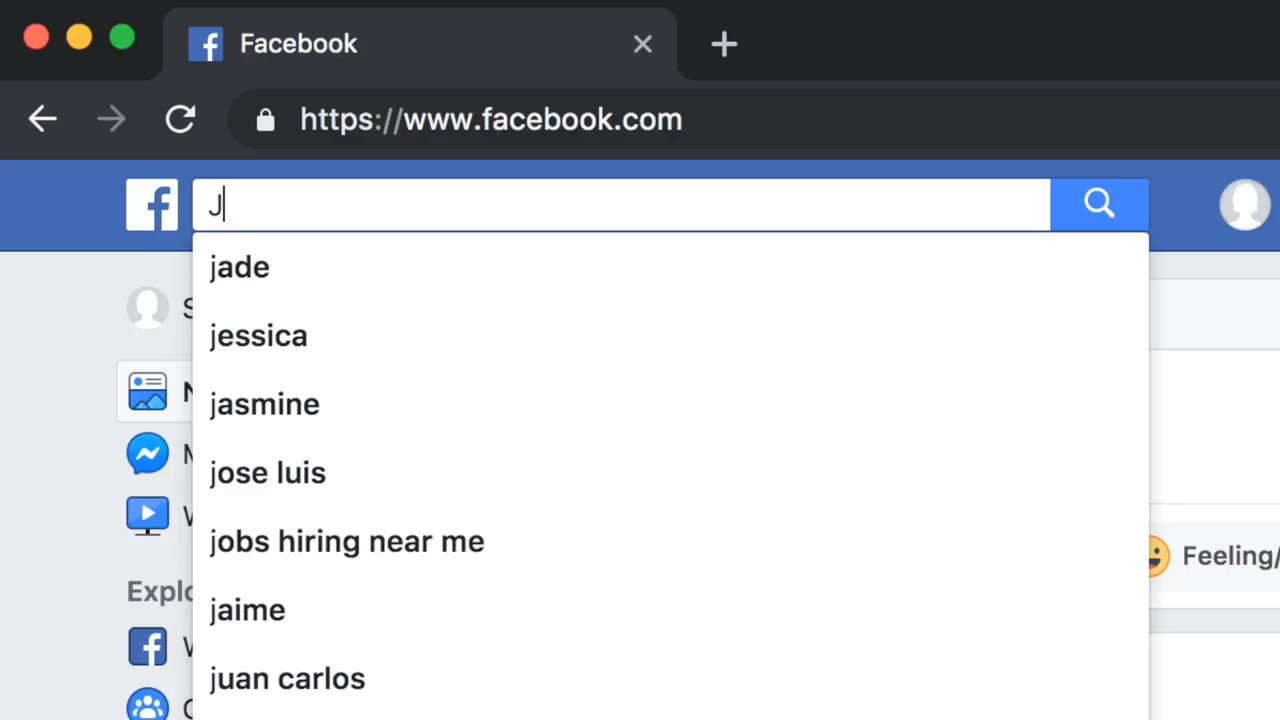 Facebook
https://www.facebook.com
J
jade
jessica
jasmine
jose luis
jobs hiring near me
jaime
juan carlos
Feeling/